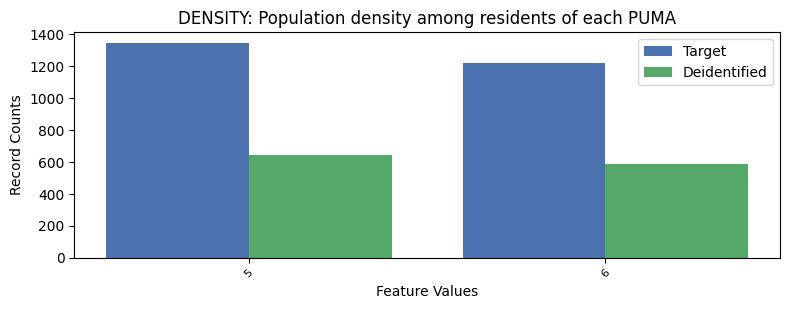 DENSITY: Population density among residents of each PUMA
Record Counts
1400
1200
1000
800
600
400
200
0
Target
Deidentified
5
6
Feature Values